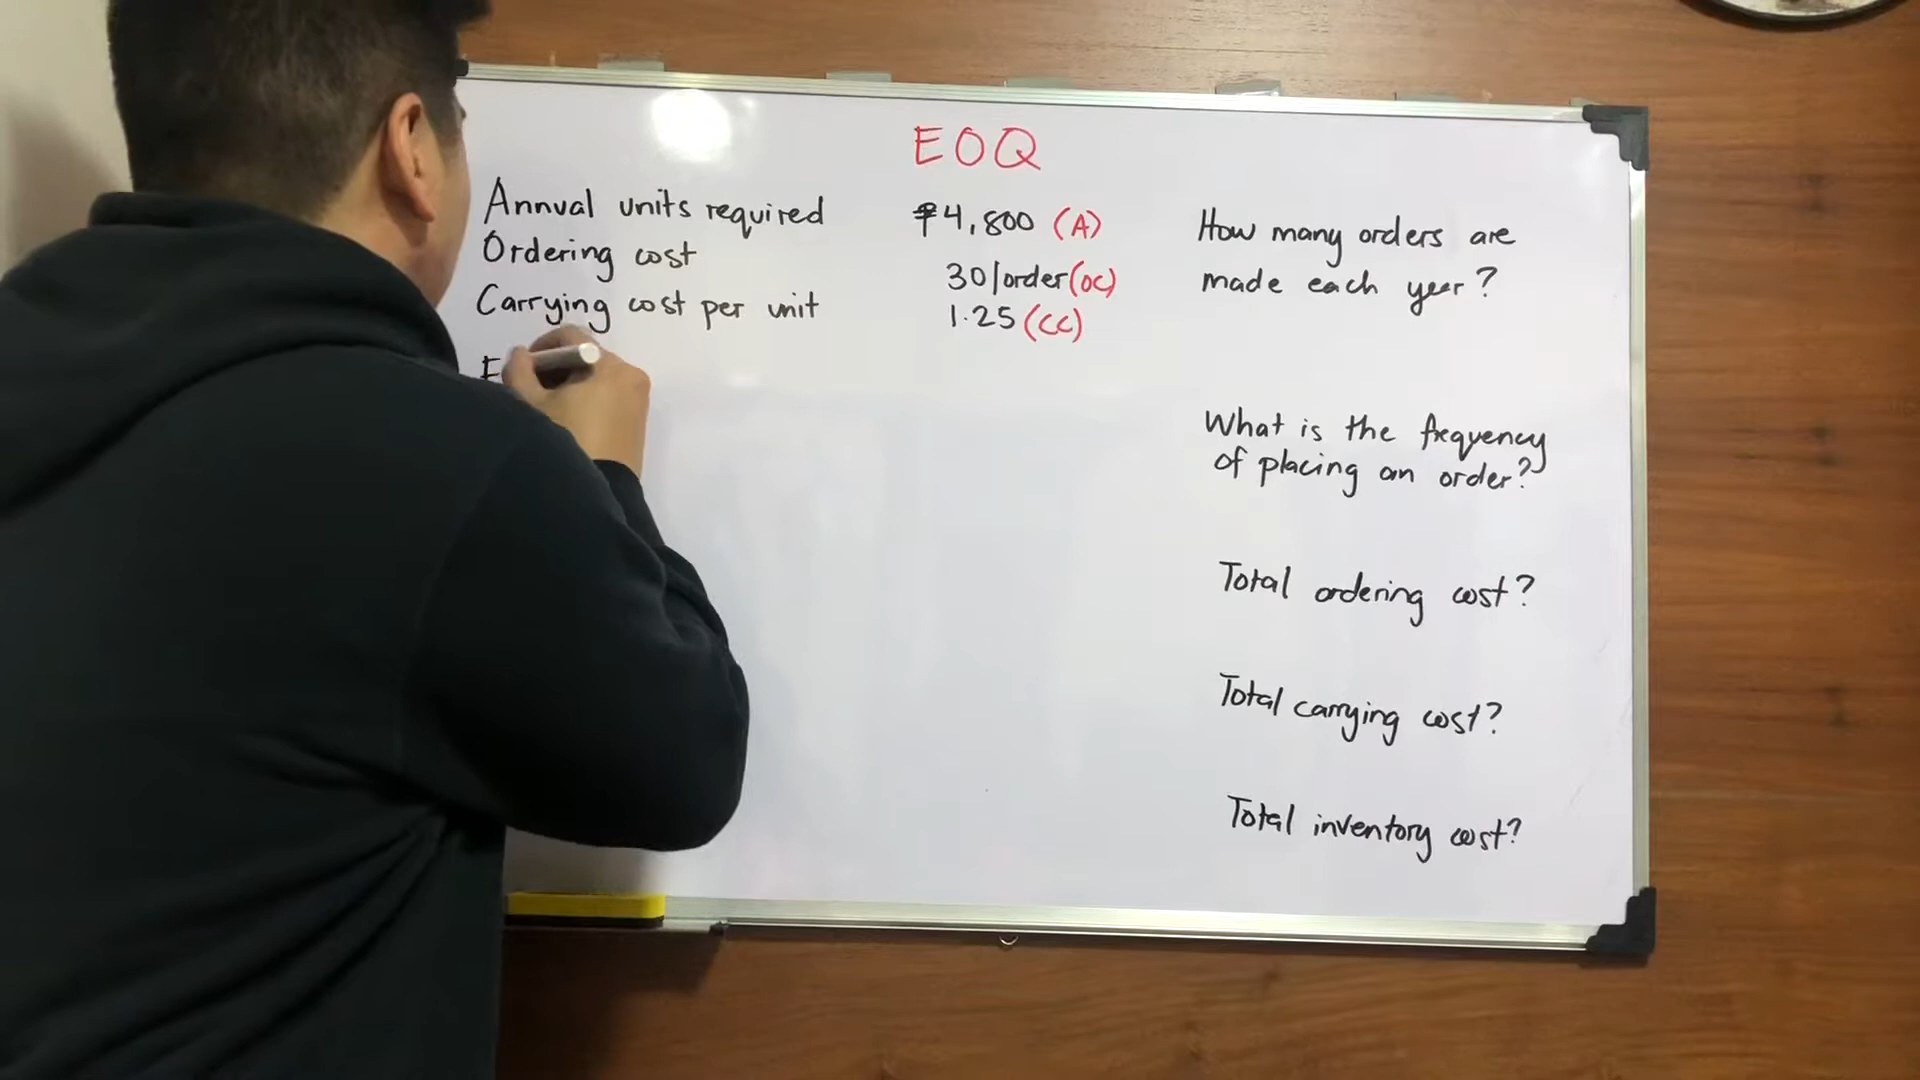 EOQ
Annual units required ₱4,800 (A)
Ordering cost 30/order (OC)
Carrying cost per unit 1.25 (CC)
E
How many orders are
made each year?
What is the frequency
of placing an order?
Total ordering cost?
Total carrying cost?
Total inventory cost?